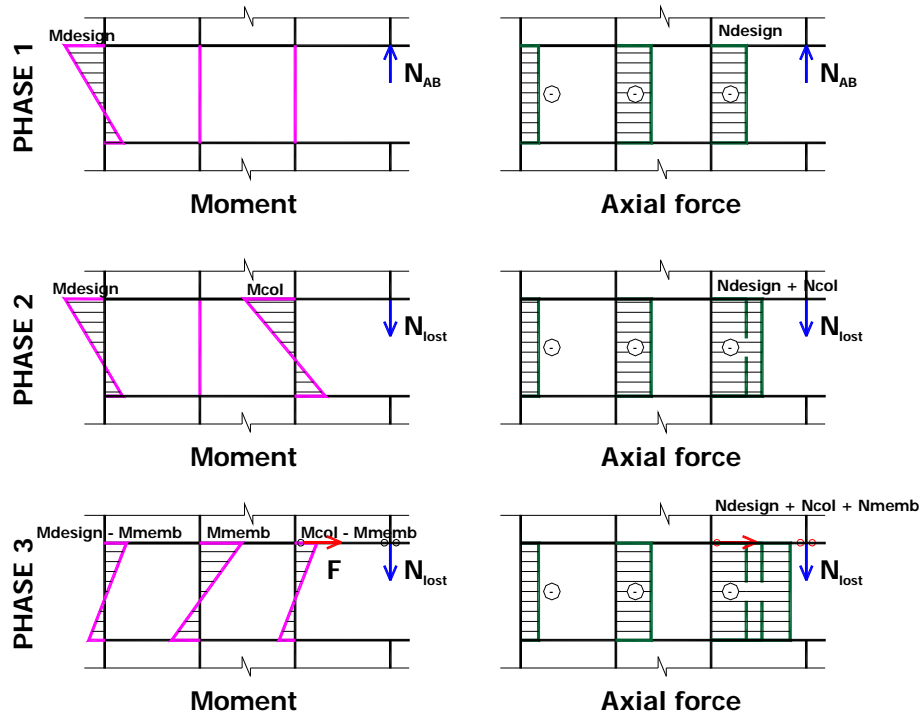 PHASE 1
Mdesign
N_AB
Moment
Ndesign
-
-
-
N_AB
Axial force
PHASE 2
Mdesign
Mcol
N_lost
Moment
Ndesign + Ncol
-
-
-
N_lost
Axial force
PHASE 3
Mdesign - Mmemb
Mmemb
Mcol - Mmemb
F
N_lost
Moment
Ndesign + Ncol + Nmemb
-
-
-
N_lost
Axial force